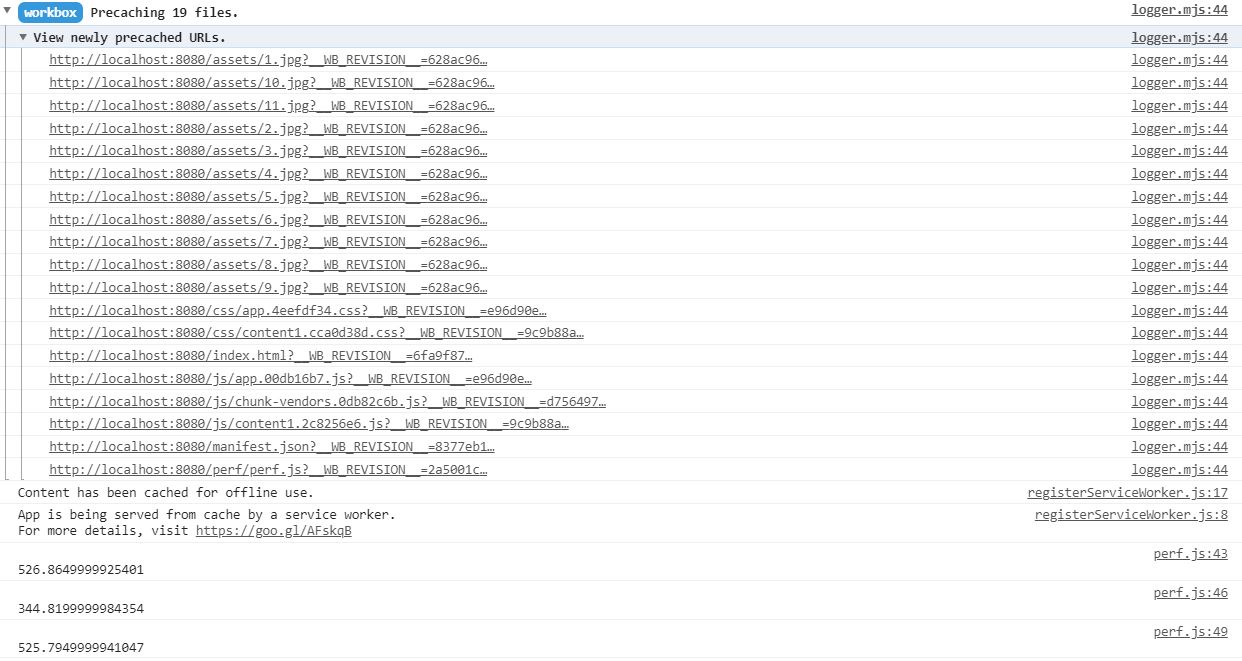 workbox Precaching 19 files. logger.mjs:44
View newly precached URLs. logger.mjs:44
http://localhost:8080/assets/1.jpg?__WB_REVISION__=628ac96… logger.mjs:44
http://localhost:8080/assets/10.jpg?__WB_REVISION__=628ac96… logger.mjs:44
http://localhost:8080/assets/11.jpg?__WB_REVISION__=628ac96… logger.mjs:44
http://localhost:8080/assets/2.jpg?__WB_REVISION__=628ac96… logger.mjs:44
http://localhost:8080/assets/3.jpg?__WB_REVISION__=628ac96… logger.mjs:44
http://localhost:8080/assets/4.jpg?__WB_REVISION__=628ac96… logger.mjs:44
http://localhost:8080/assets/5.jpg?__WB_REVISION__=628ac96… logger.mjs:44
http://localhost:8080/assets/6.jpg?__WB_REVISION__=628ac96… logger.mjs:44
http://localhost:8080/assets/7.jpg?__WB_REVISION__=628ac96… logger.mjs:44
http://localhost:8080/assets/8.jpg?__WB_REVISION__=628ac96… logger.mjs:44
http://localhost:8080/assets/9.jpg?__WB_REVISION__=628ac96… logger.mjs:44
http://localhost:8080/css/app.4eefdf34.css?__WB_REVISION__=e96d90e… logger.mjs:44
http://localhost:8080/css/content1.cca0d38d.css?__WB_REVISION__=9c9b88a… logger.mjs:44
http://localhost:8080/index.html?__WB_REVISION__=6fa9f87… logger.mjs:44
http://localhost:8080/js/app.00db16b7.js?__WB_REVISION__=e96d90e… logger.mjs:44
http://localhost:8080/js/chunk-vendors.0db82c6b.js?__WB_REVISION__=d756497… logger.mjs:44
http://localhost:8080/js/content1.2c8256e6.js?__WB_REVISION__=9c9b88a… logger.mjs:44
http://localhost:8080/manifest.json?__WB_REVISION__=8377eb1… logger.mjs:44
http://localhost:8080/perf/perf.js?__WB_REVISION__=2a5001c… logger.mjs:44
Content has been cached for offline use. registerServiceWorker.js:17
App is being served from cache by a service worker. registerServiceWorker.js:8
For more details, visit https://goo.gl/AFskqB
perf.js:43
526.8649999925401
perf.js:46
344.8199999984354
perf.js:49
525.7949999941047